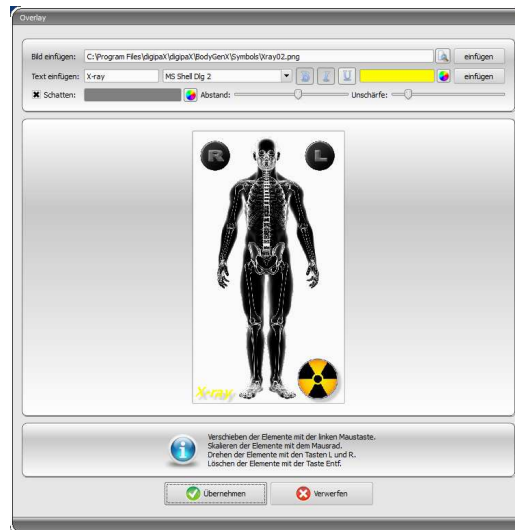 Overlay
Bild einfügen: C:\Program Files\digipaX\digipaX\BodyGenX\Symbols\Xray02.png einfügen
Text einfügen: X-ray MS Shell Dlg 2 B I U einfügen
Schatten: Abstand: Unschärfe:
R L
X-ray
Verschieben der Elemente mit der linken Maustaste.
Skalieren der Elemente mit dem Mausrad.
Drehen der Elemente mit den Tasten L und R.
Löschen der Elemente mit der Taste Entf.
Übernehmen Verwerfen